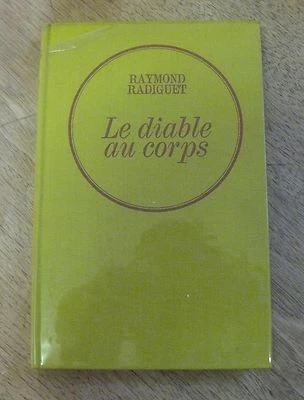 RAYMOND
RADIGUET
Le diable
au corps